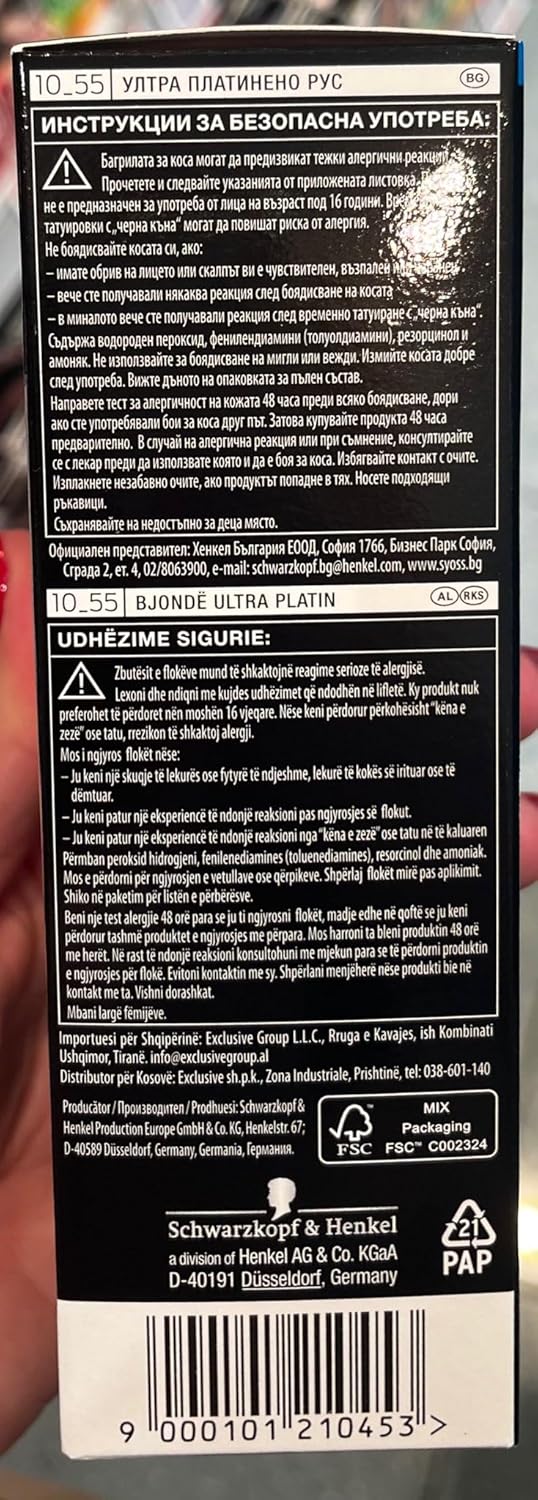 10_55 УЛТРА ПЛАТИНЕНО РУС BG
ИНСТРУКЦИИ ЗА БЕЗОПАСНА УПОТРЕБА:
Багрилата за коса могат да предизвикат тежки алергични реакции.
Прочетете и следвайте указанията от приложената листовка.
не е предназначен за употреба от лица на възраст под 16 години.
татуировки с „черна къна“ могат да повишат риска от алергия.
Не боядисвайте косата си, ако:
– имате обрив на лицето или скалпът ви е чувствителен, възпален
– вече сте получавали някаква реакция след боядисване на косата
– в миналото вече сте получавали реакция след временно татуиране с „черна къна“.
Съдържа водороден пероксид, фенилендиамини (толуолдиамини), резорцинол и
амоняк. Не използвайте за боядисване на мигли или вежди. Измийте косата добре
след употреба. Вижте дъното на опаковката за пълен състав.
Направете тест за алергичност на кожата 48 часа преди всяко боядисване, дори
ако сте употребявали бои за коса друг път. Затова купувайте продукта 48 часа
предварително. В случай на алергична реакция или при съмнение, консултирайте
се с лекар преди да използвате която и да е боя за коса. Избягвайте контакт с очите.
Изплакнете незабавно очите, ако продуктът попадне в тях. Носете подходящи
ръкавици.
Съхранявайте на недостъпно за деца място.
Официален представител: Хенкел България ЕООД, София 1766, Бизнес Парк София,
Сграда 2, ет. 4, 02/8063900, e-mail: schwarzkopf.bg@henkel.com, www.syoss.bg
10_55 BJONDË ULTRA PLATIN AL RKS
UDHËZIME SIGURIE:
Zbutësit e flokëve mund të shkaktojnë reagime serioze të alergjisë.
Lexoni dhe ndiqni me kujdes udhëzimet që ndodhën në lifletë. Ky produkt nuk
preferohet të përdoret nën moshën 16 vjeqare. Nëse keni përdorur përkohësisht “këna e
zezë” ose tatu, rrezikon të shkaktoj alergji.
Mos i ngjyros flokët nëse:
– Ju keni një skuqje të lekurës ose fytyrë të ndjeshme, lekurë të kokës së irituar ose të
dëmtuar.
– Ju keni patur një eksperiencë të ndonjë reaksioni pas ngjyrosjes së flokut.
– Ju keni patur një eksperiencë të ndonjë reaksioni nga “këna e zezë” ose tatu në të kaluaren
Përmban peroksid hidrogjeni, fenilenediamines (toluenediamines), resorcinol dhe amoniak.
Mos e përdorni për ngjyrosjen e vetullave ose qërpikeve. Shpërlaj flokët mirë pas aplikimit.
Shiko në paketim për listën e përbërësve.
Beni nje test alergjie 48 orë para se ju ti ngjyrosni flokët, madje edhe në qoftë se ju keni
përdorur tashmë produktet e ngjyrosjes me përpara. Mos harroni ta bleni produktin 48 orë
me herët. Në rast të ndonjë reaksioni konsultohuni me mjekun para se të përdorni produktin
e ngjyrosjes për flokë. Evitoni kontaktin me sy. Shpërlani menjëherë nëse produkti bie në
kontakt me ta. Vishni dorashkat.
Mbani largë fëmijëve.
Importuesi për Shqipërinë: Exclusive Group L.L.C., Rruga e Kavajes, ish Kombinati
Ushqimor, Tiranë. info@exclusivegroup.al
Distributor për Kosovë: Exclusive sh.p.k., Zona Industriale, Prishtinë, tel: 038-601-140
Producător / Производител / Prodhuesi: Schwarzkopf &
Henkel Production Europe GmbH & Co. KG, Henkelstr. 67;
D-40589 Düsseldorf, Germany, Germania, Германия.
FSC™
MIX
Packaging
FSC™ C002324
Schwarzkopf & Henkel
a division of Henkel AG & Co. KGaA
D-40191 Düsseldorf, Germany
21
PAP
9 000101 210453 >